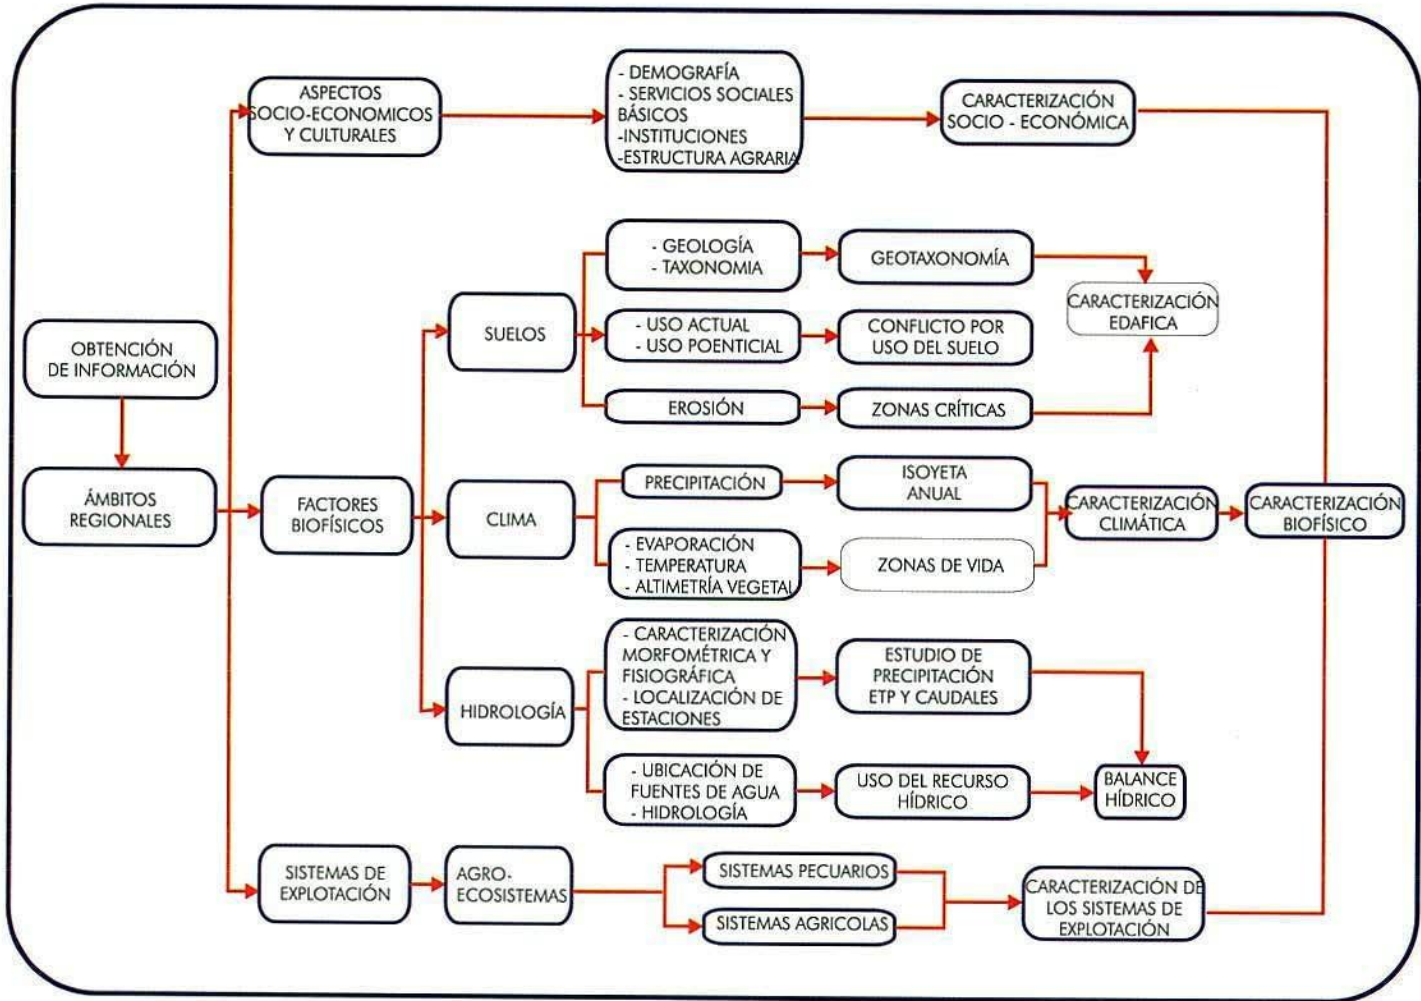 ASPECTOS
SOCIO-ECONOMICOS
Y CULTURALES
- DEMOGRAFÍA
- SERVICIOS SOCIALES
BÁSICOS
-INSTITUCIONES
-ESTRUCTURA AGRARIA
CARACTERIZACIÓN
SOCIO - ECONÓMICA
OBTENCIÓN
DE INFORMACIÓN
ÁMBITOS
REGIONALES
FACTORES
BIOFÍSICOS
SUELOS
- GEOLOGÍA
- TAXONOMIA
GEOTAXONOMÍA
- USO ACTUAL
- USO POENTICIAL
CONFLICTO POR
USO DEL SUELO
EROSIÓN
ZONAS CRÍTICAS
CARACTERIZACIÓN
EDAFICA
CLIMA
PRECIPITACIÓN
ISOYETA
ANUAL
- EVAPORACIÓN
- TEMPERATURA
- ALTIMETRÍA VEGETAL
ZONAS DE VIDA
CARACTERIZACIÓN
CLIMÁTICA
CARACTERIZACIÓN
BIOFÍSICO
HIDROLOGÍA
- CARACTERIZACIÓN
MORFOMÉTRICA Y
FISIOGRÁFICA
- LOCALIZACIÓN DE
ESTACIONES
ESTUDIO DE
PRECIPITACIÓN
ETP Y CAUDALES
- UBICACIÓN DE
FUENTES DE AGUA
- HIDROLOGÍA
USO DEL RECURSO
HÍDRICO
BALANCE
HÍDRICO
SISTEMAS DE
EXPLOTACIÓN
AGRO-
ECOSISTEMAS
SISTEMAS PECUARIOS
SISTEMAS AGRICOLAS
CARACTERIZACIÓN DE
LOS SISTEMAS DE
EXPLOTACIÓN